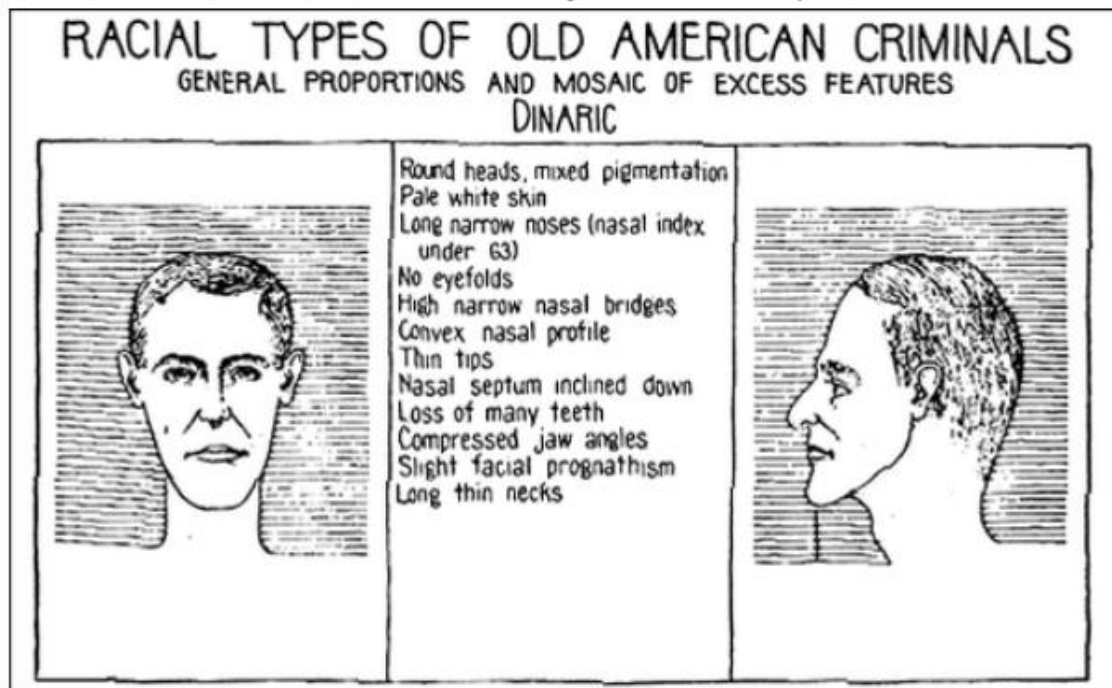 RACIAL TYPES OF OLD AMERICAN CRIMINALS
GENERAL PROPORTIONS AND MOSAIC OF EXCESS FEATURES
DINARIC
Round heads, mixed pigmentation
Pale white skin
Long narrow noses (nasal index
under 63)
No eyefolds
High narrow nasal bridges
Convex nasal profile
Thin tips
Nasal septum inclined down
Loss of many teeth
Compressed jaw angles
Slight facial prognathism
Long thin necks